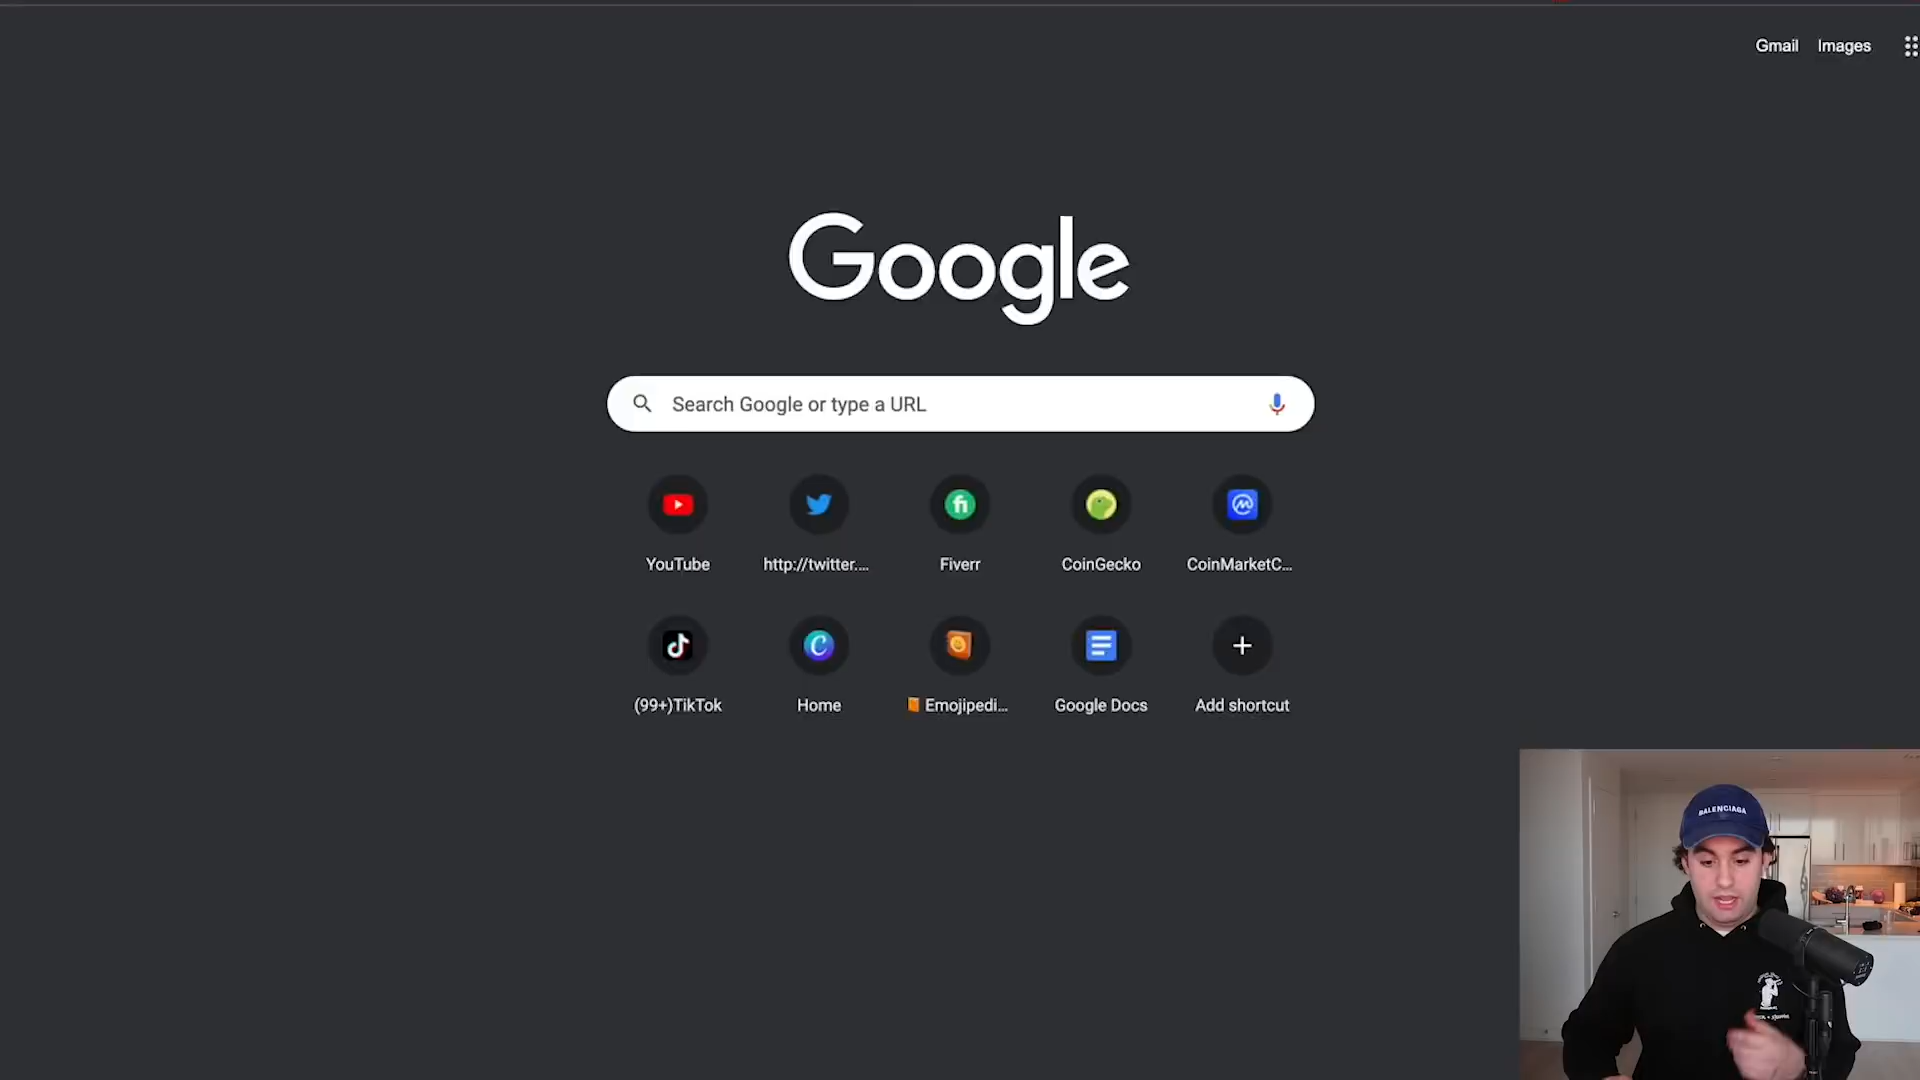 Gmail Images
Google
Search Google or type a URL
YouTube http://twitter.... Fiverr CoinGecko CoinMarketC...
(99+)TikTok Home Emojipedi... Google Docs Add shortcut
BALENCIAGA